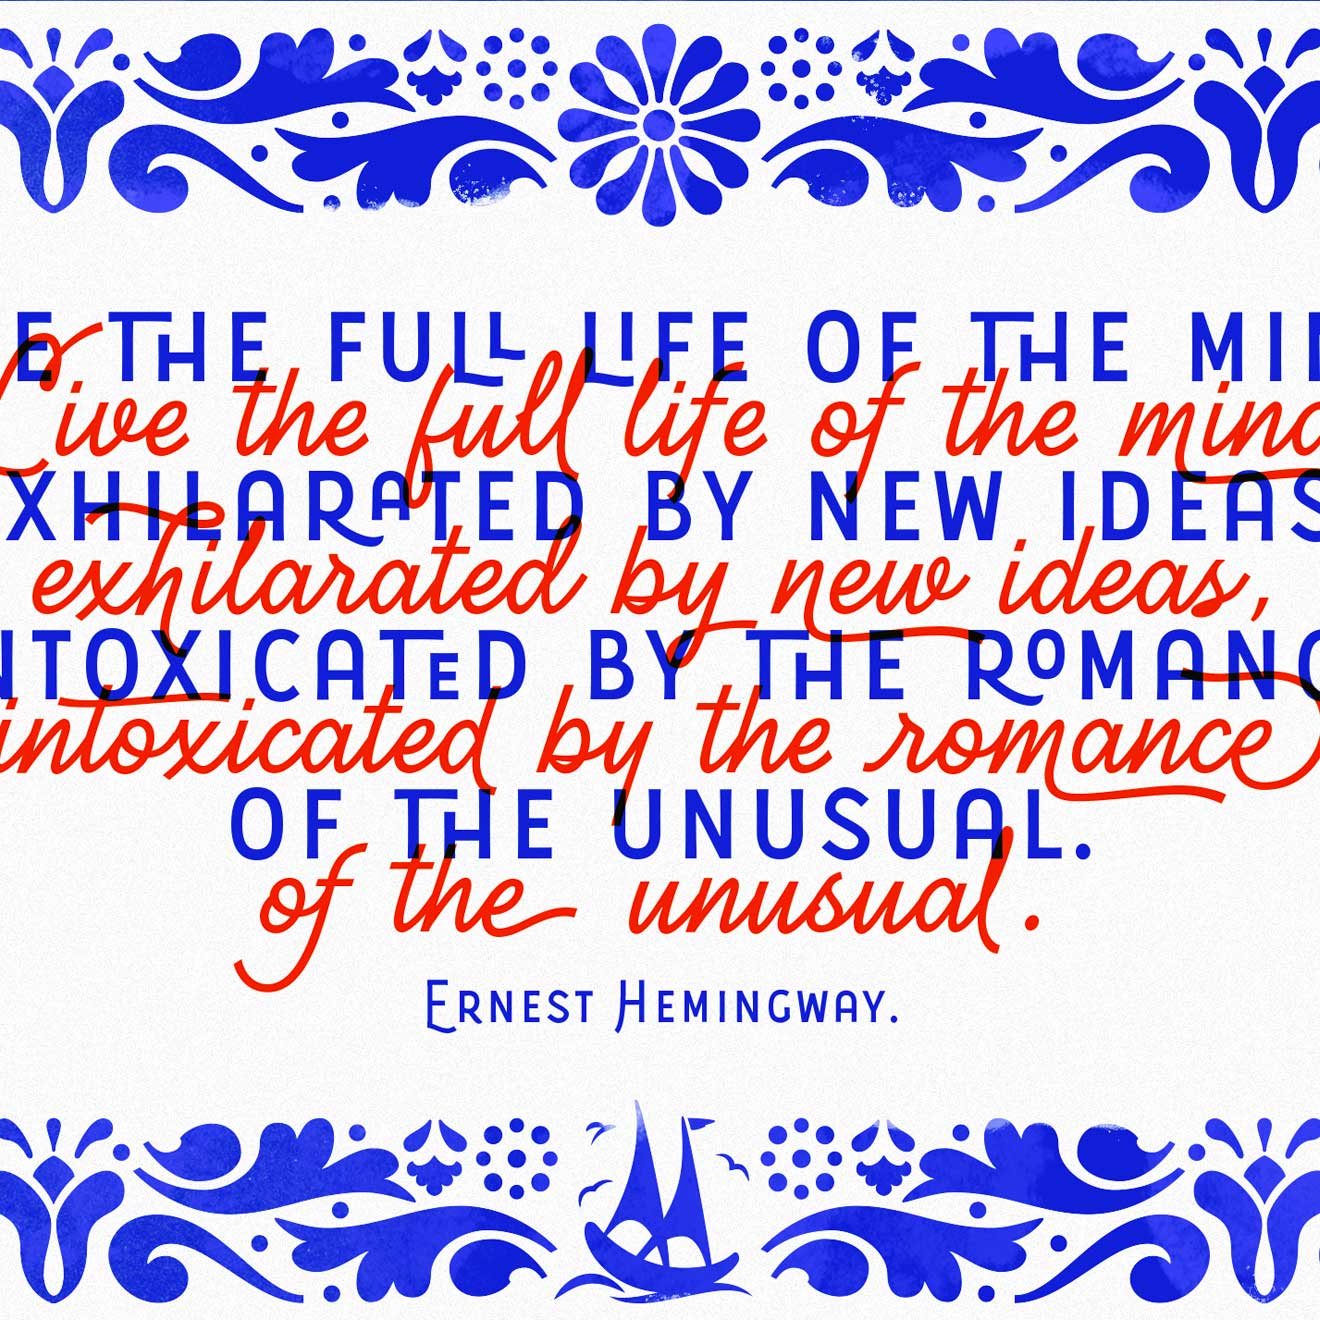 E THE FULL LIFE OF THE MIN
Live the full life of the mind
XHILARATED BY NEW IDEAS
exhilarated by new ideas,
NTOXICATED BY THE ROMANC
intoxicated by the romance
OF THE UNUSUAL.
of the unusual.
ERNEST HEMINGWAY.